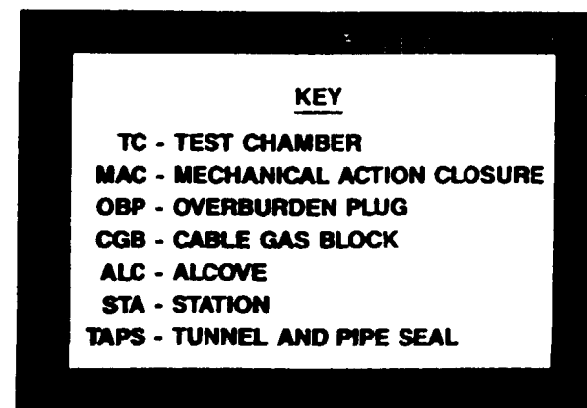 KEY
TC - TEST CHAMBER
MAC - MECHANICAL ACTION CLOSURE
OBP - OVERBURDEN PLUG
CGB - CABLE GAS BLOCK
ALC - ALCOVE
STA - STATION
TAPS - TUNNEL AND PIPE SEAL